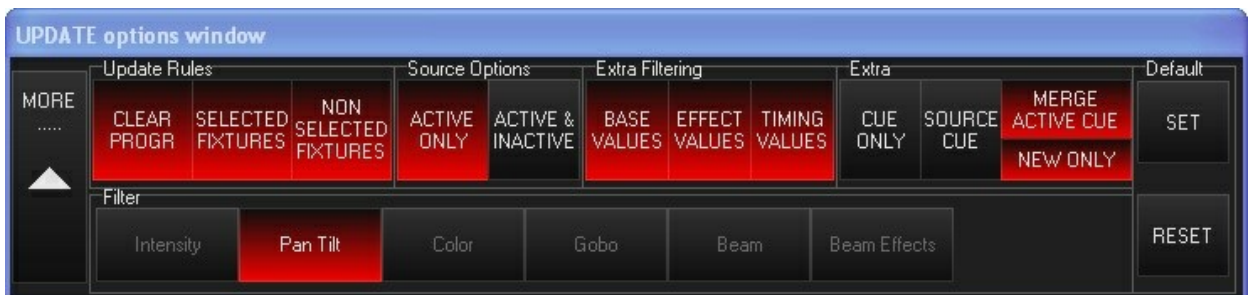 UPDATE options window
MORE
.....
Update Rules
CLEAR
PROGR
SELECTED
FIXTURES
NON
SELECTED
FIXTURES
Source Options
ACTIVE
ONLY
ACTIVE &
INACTIVE
Extra Filtering
BASE
VALUES
EFFECT
VALUES
TIMING
VALUES
Extra
CUE
ONLY
SOURCE
CUE
MERGE
ACTIVE CUE
NEW ONLY
Default
SET
RESET
Filter
Intensity
Pan Tilt
Color
Gobo
Beam
Beam Effects